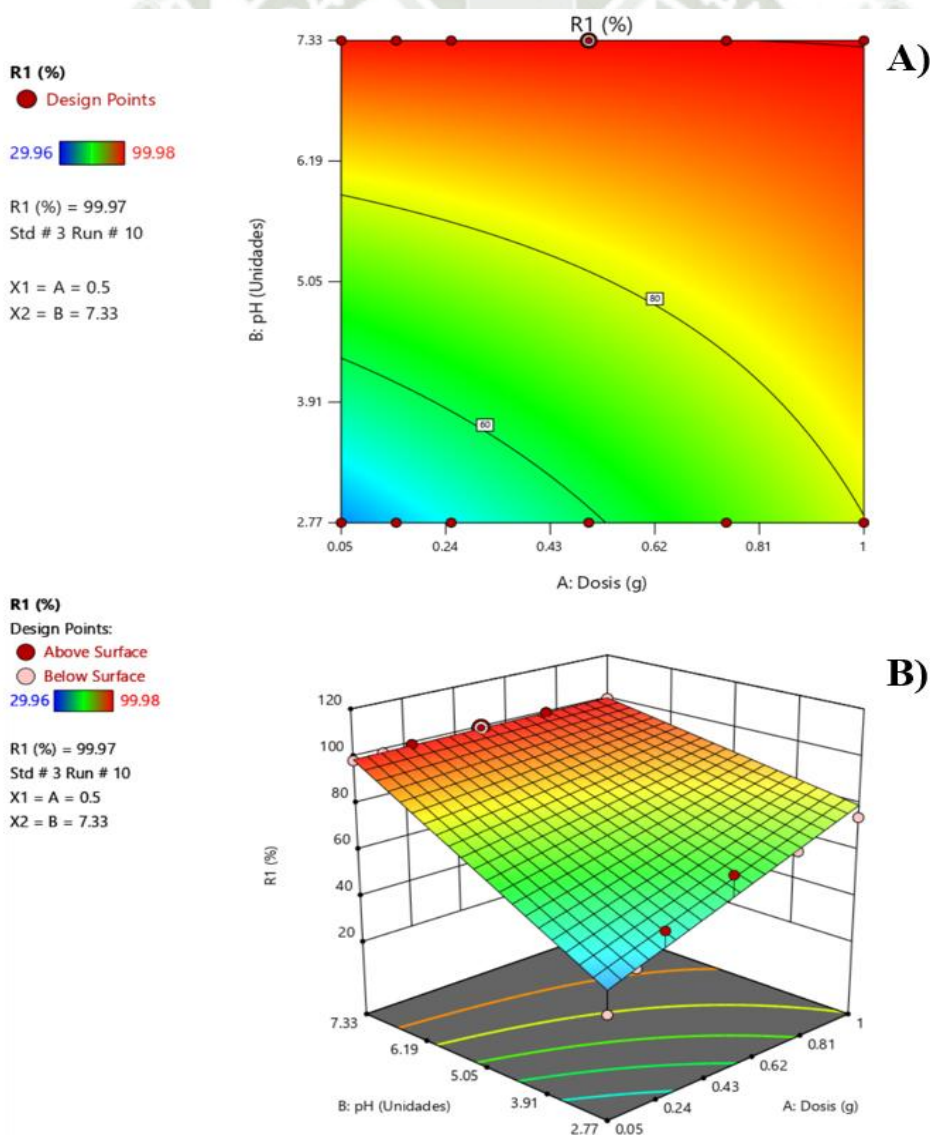 R1 (%)
A)
R1 (%)
Design Points
29.96 99.98
R1 (%) = 99.97
Std # 3 Run # 10
X1 = A = 0.5
X2 = B = 7.33
7.33
6.19
5.05
3.91
2.77
B: pH (Unidades)
80
60
0.05 0.24 0.43 0.62 0.81 1
A: Dosis (g)
B)
R1 (%)
Design Points:
Above Surface
Below Surface
29.96 99.98
R1 (%) = 99.97
Std # 3 Run # 10
X1 = A = 0.5
X2 = B = 7.33
120
100
80
60
40
20
R1 (%)
7.33
6.19
5.05
3.91
2.77
B: pH (Unidades)
0.05
0.24
0.43
0.62
0.81
1
A: Dosis (g)